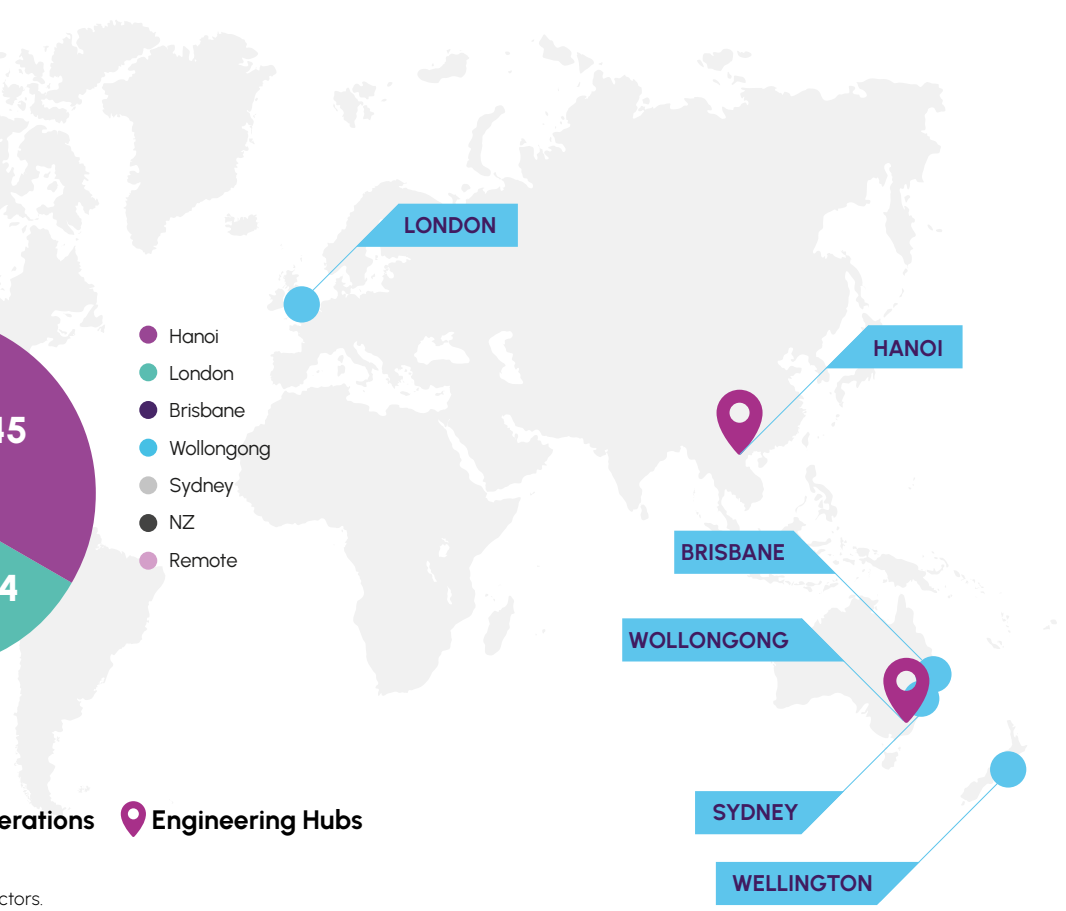 LONDON
HANOI
Hanoi
London
Brisbane
Wollongong
Sydney
NZ
Remote
45
4
BRISBANE
WOLLONGONG
SYDNEY
WELLINGTON
erations
Engineering Hubs
ctors.